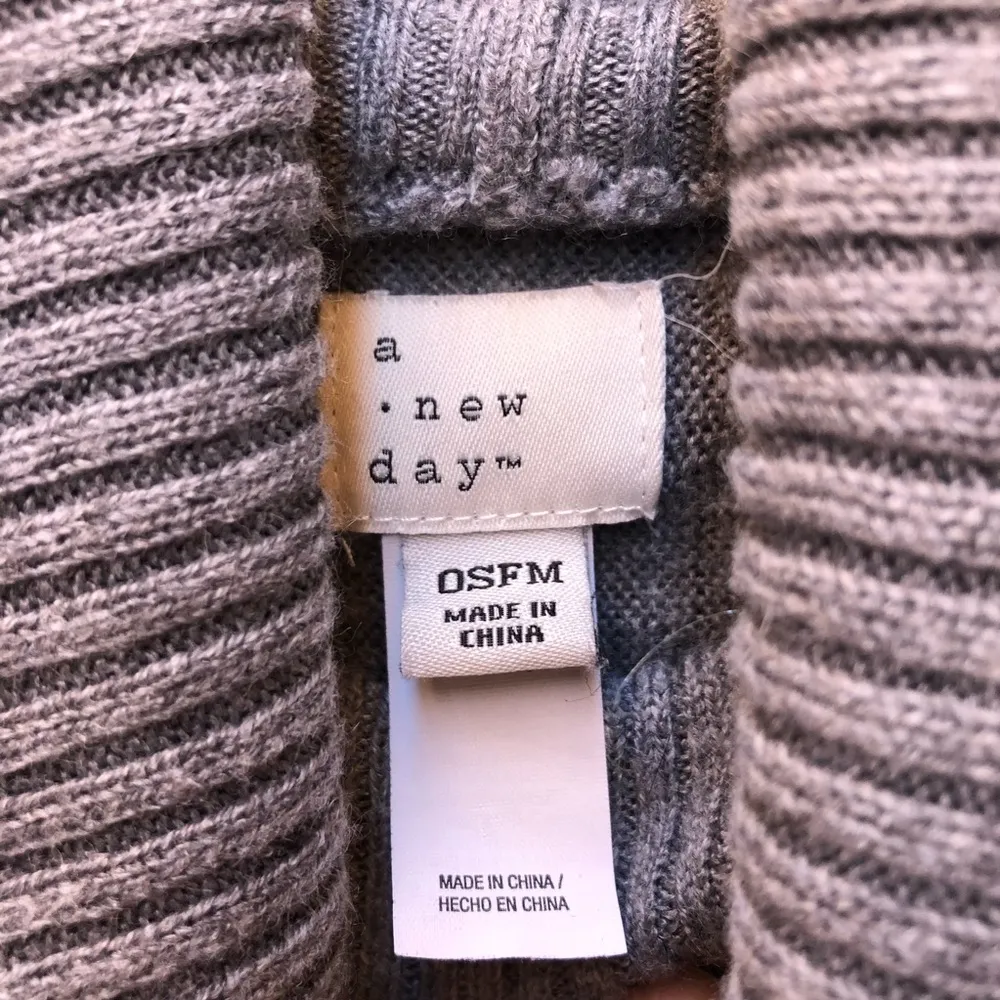 a
·new
day™
OSFM
MADE IN
CHINA
MADE IN CHINA /
HECHO EN CHINA